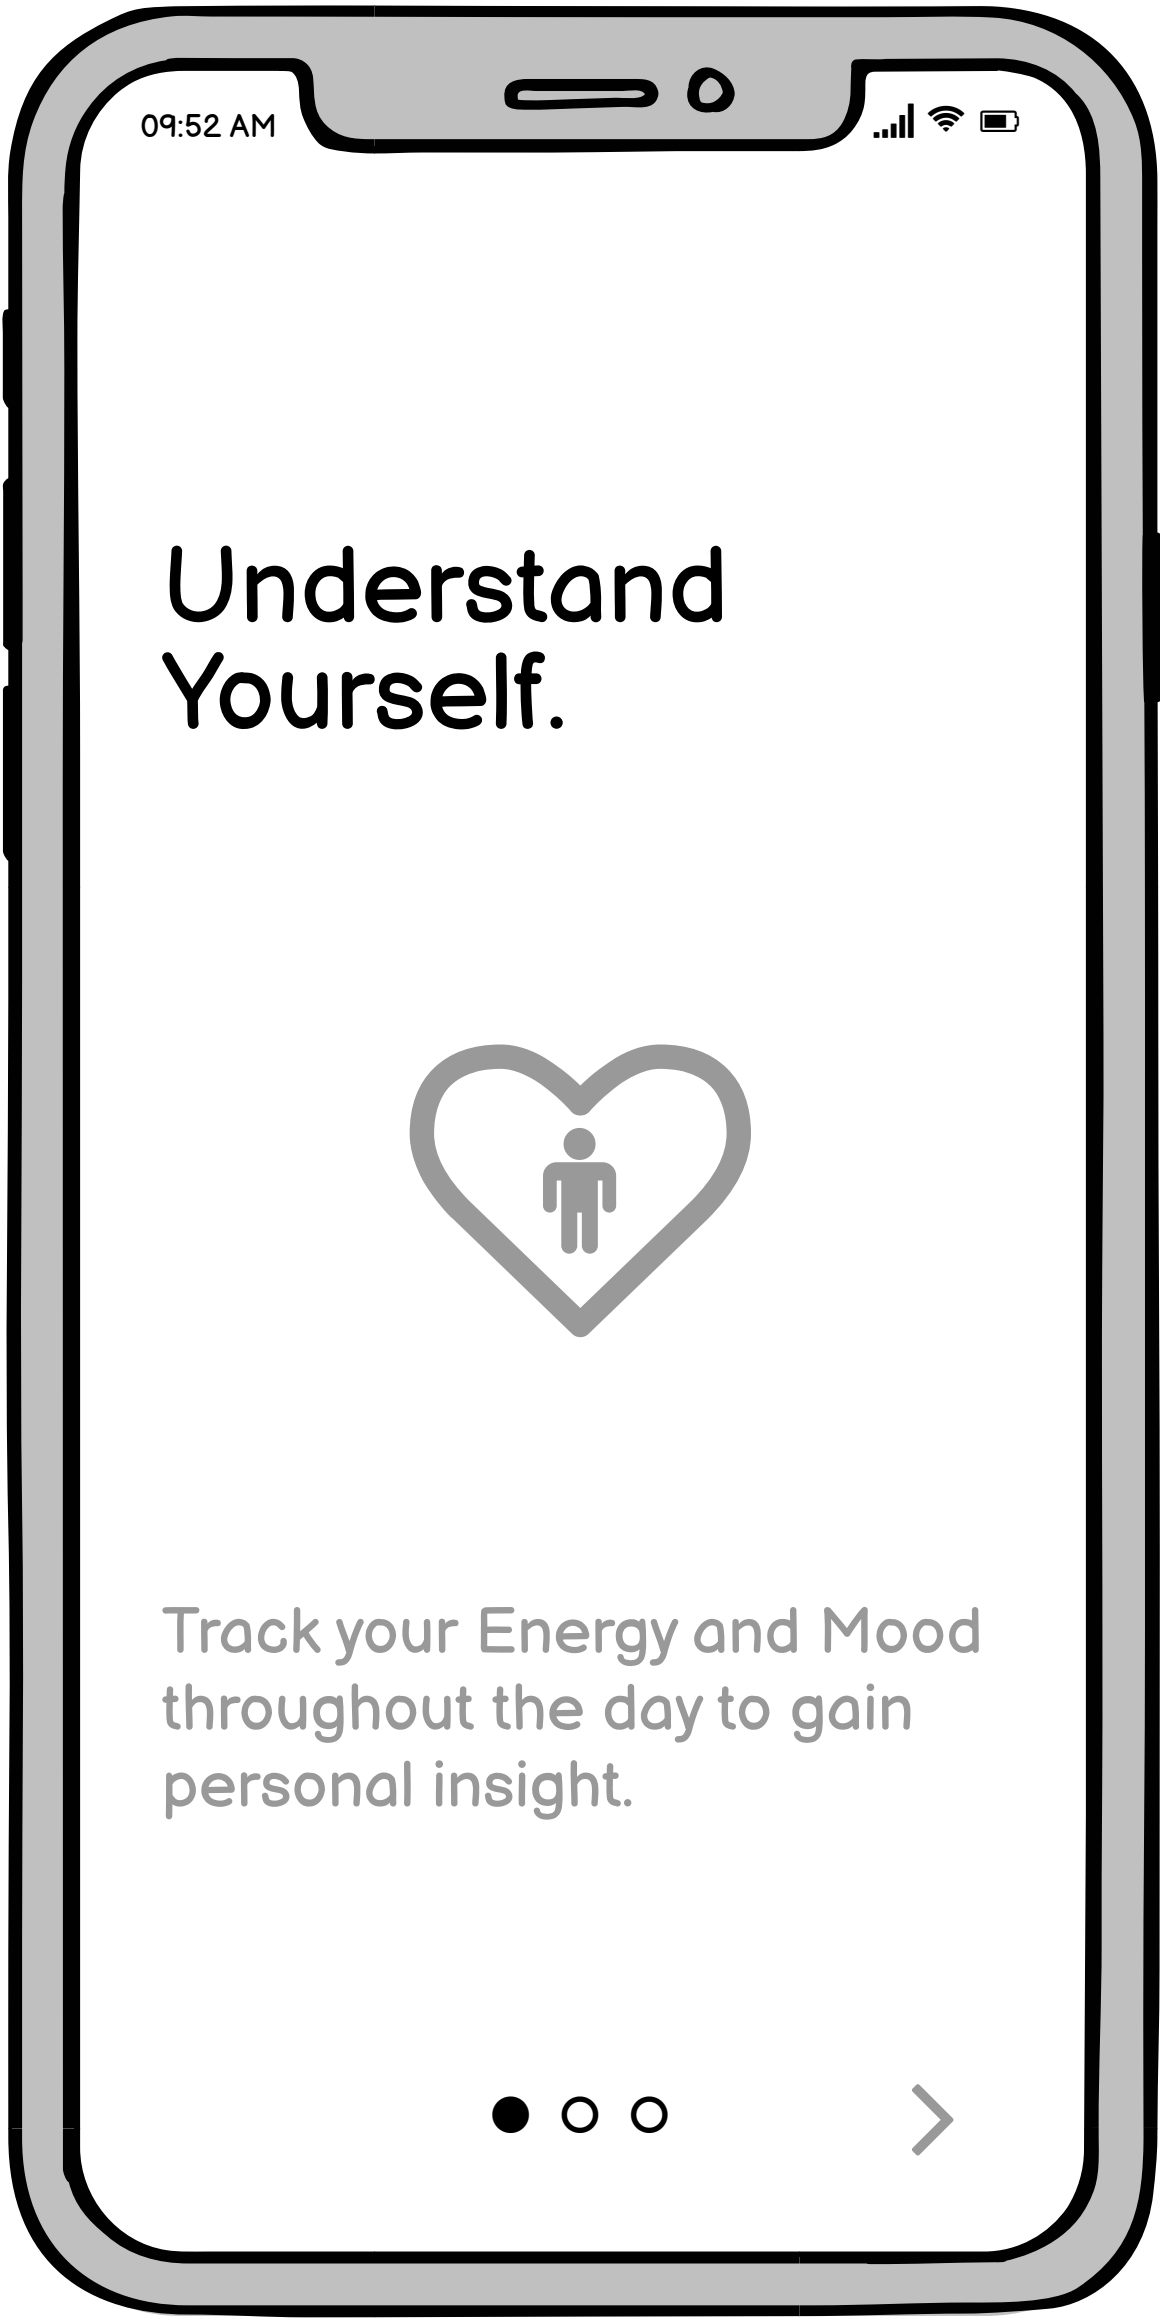 09:52 AM
Understand
Yourself.
Track your Energy and Mood
throughout the day to gain
personal insight.